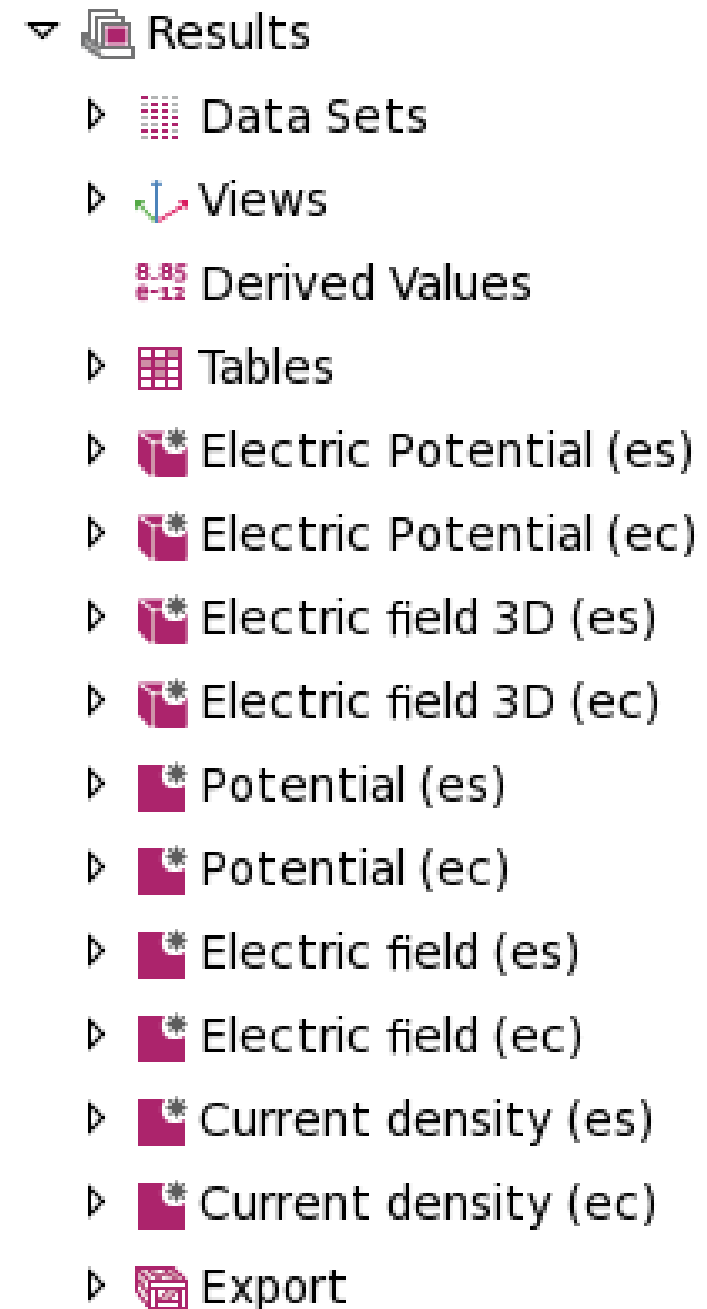 Results
Data Sets
Views
8.85
e-12 Derived Values
Tables
Electric Potential (es)
Electric Potential (ec)
Electric field 3D (es)
Electric field 3D (ec)
Potential (es)
Potential (ec)
Electric field (es)
Electric field (ec)
Current density (es)
Current density (ec)
Export